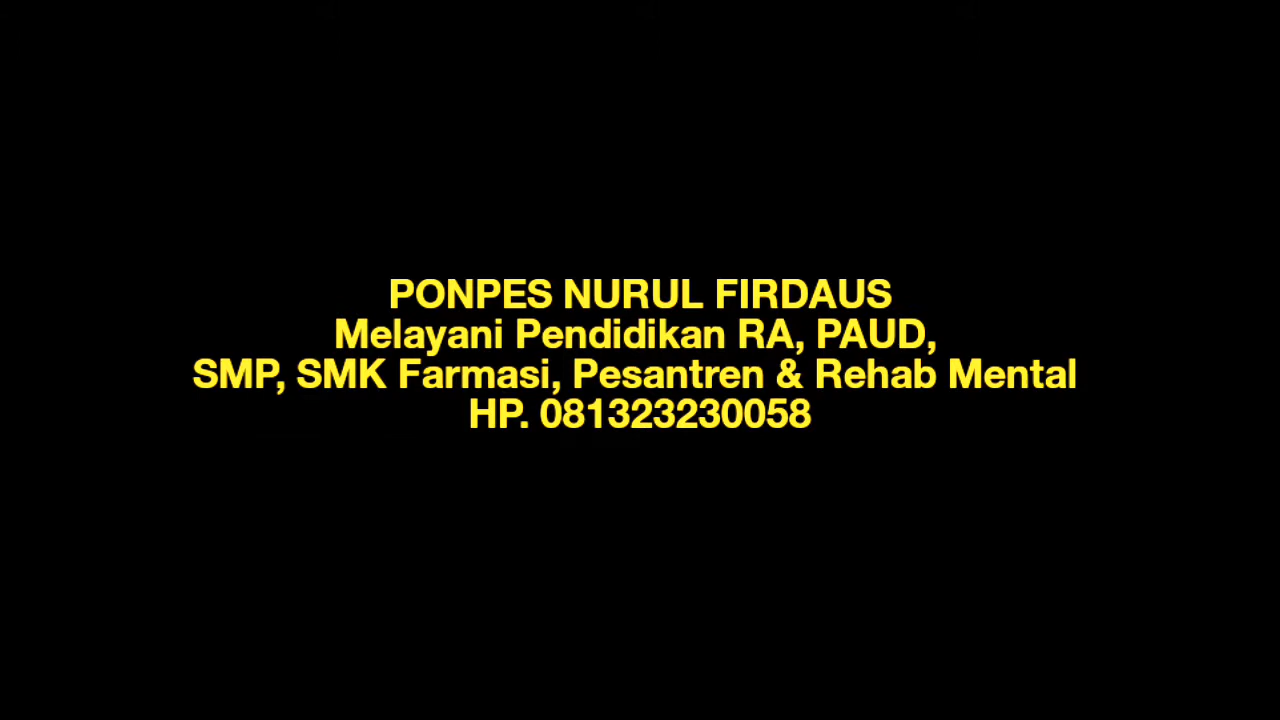 PONPES NURUL FIRDAUS
Melayani Pendidikan RA, PAUD,
SMP, SMK Farmasi, Pesantren & Rehab Mental
HP. 081323230058